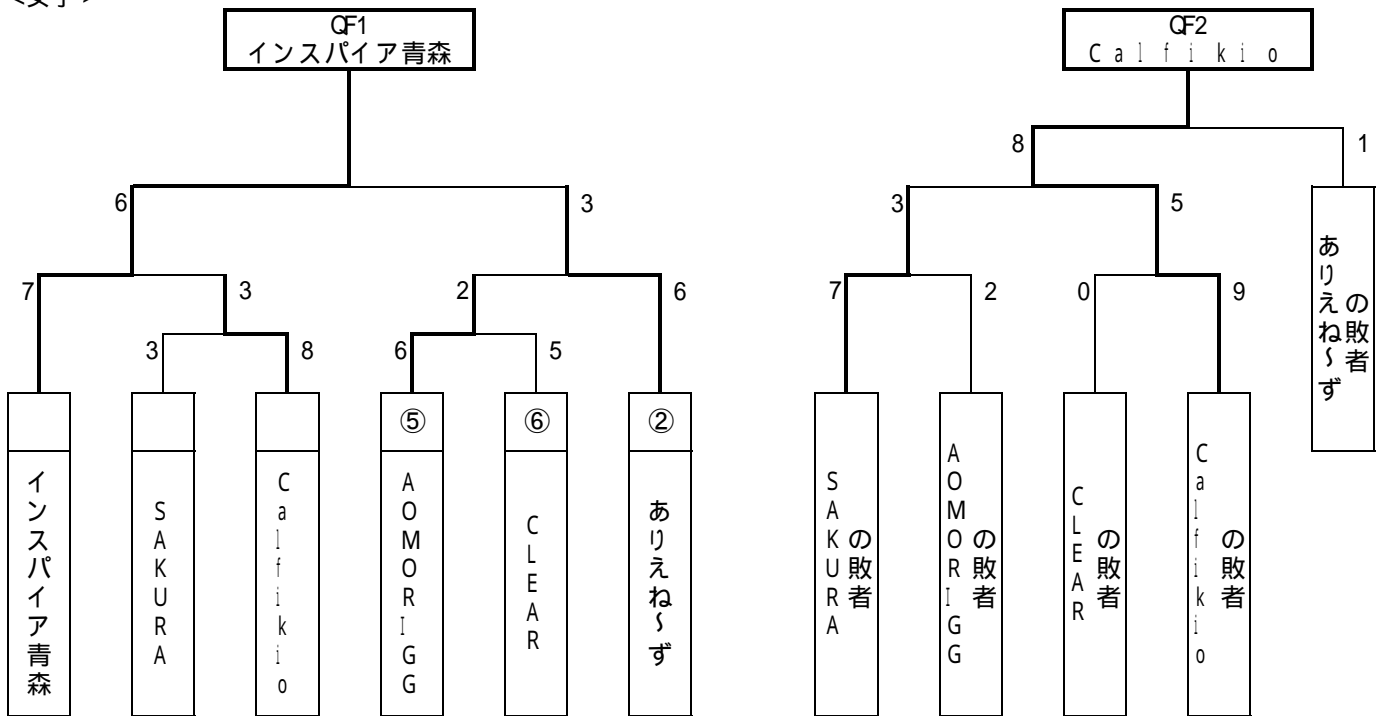 QF1
インスパイア青森
QF2
Calfikio
8
1
6
3
3
5
7
3
2
6
7
2
0
9
3
8
6
5
⑤
⑥
②
インスパイア青森
SAKURA
Calfikio
AOMORIGG
CLEAR
ありえね～ず
SAKURA
の敗者
AOMORIGG
の敗者
CLEAR
の敗者
Calfikio
の敗者
ありえね～ず
の敗者